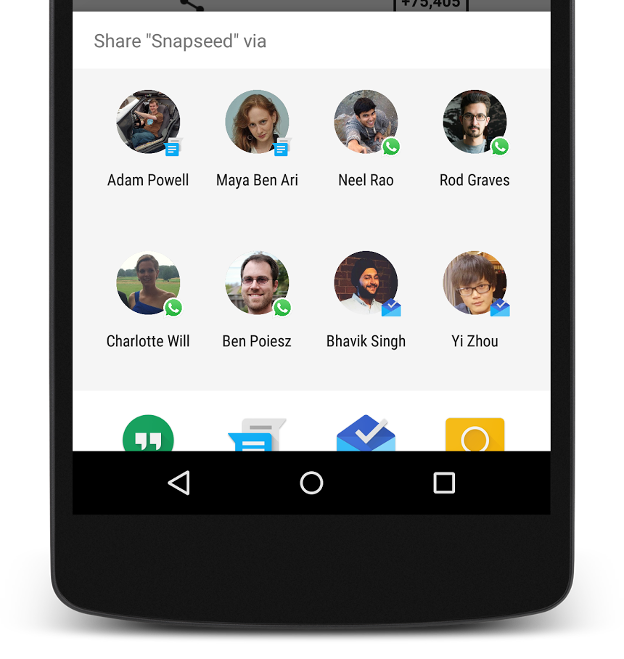 +75,405
Share "Snapseed" via
Adam Powell
Maya Ben Ari
Neel Rao
Rod Graves
Charlotte Will
Ben Poiesz
Bhavik Singh
Yi Zhou